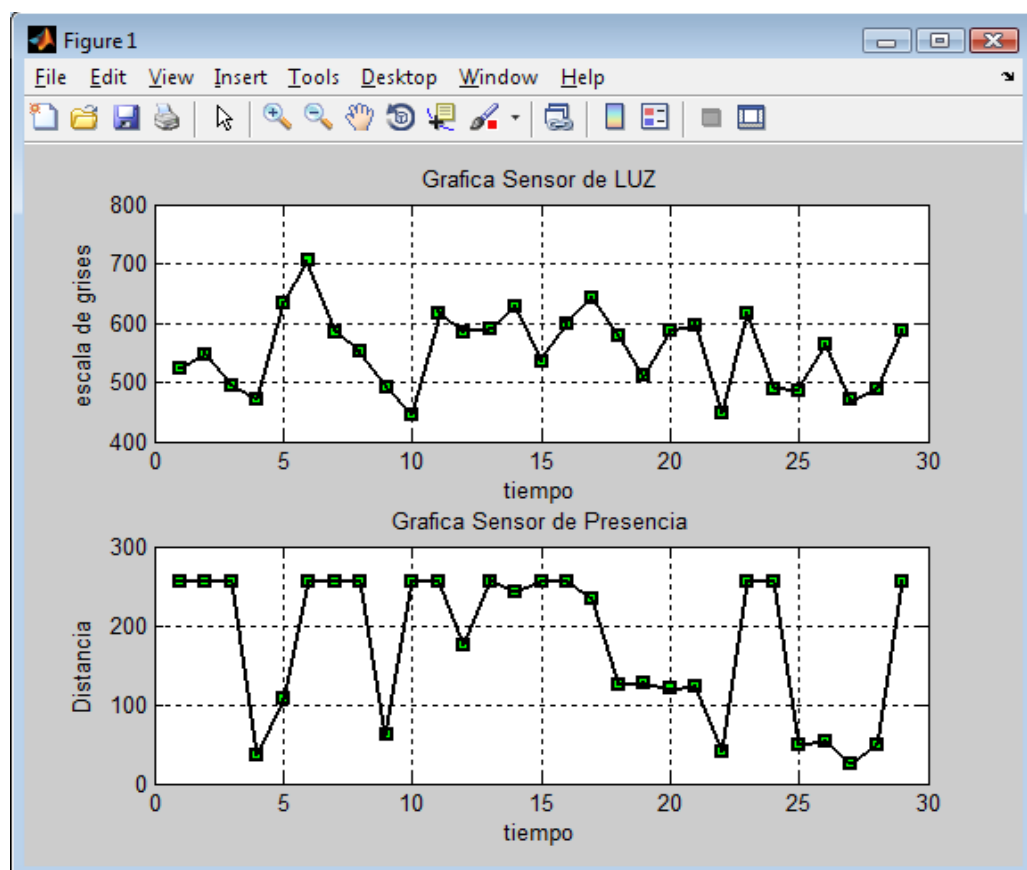 Figure 1
File Edit View Insert Tools Desktop Window Help
Grafica Sensor de LUZ
800
700
600
500
400
escala de grises
0 5 10 15 20 25 30
tiempo
Grafica Sensor de Presencia
300
200
100
0
Distancia
0 5 10 15 20 25 30
tiempo